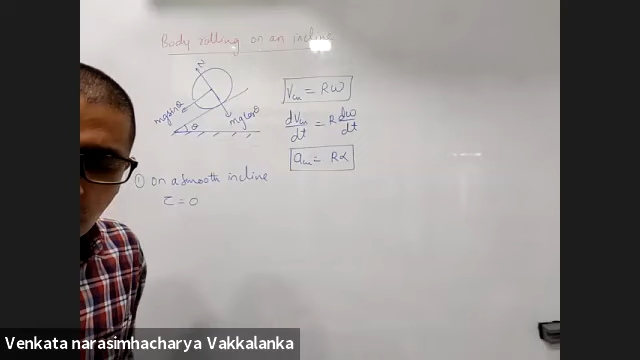 Body rolling on an incline
N
mg sinθ
mg cosθ
θ
V_cm = Rω
dV_cm/dt = R dω/dt
a_cm = Rα
① on a smooth incline
τ = 0
Venkata narasimhacharya Vakkalanka